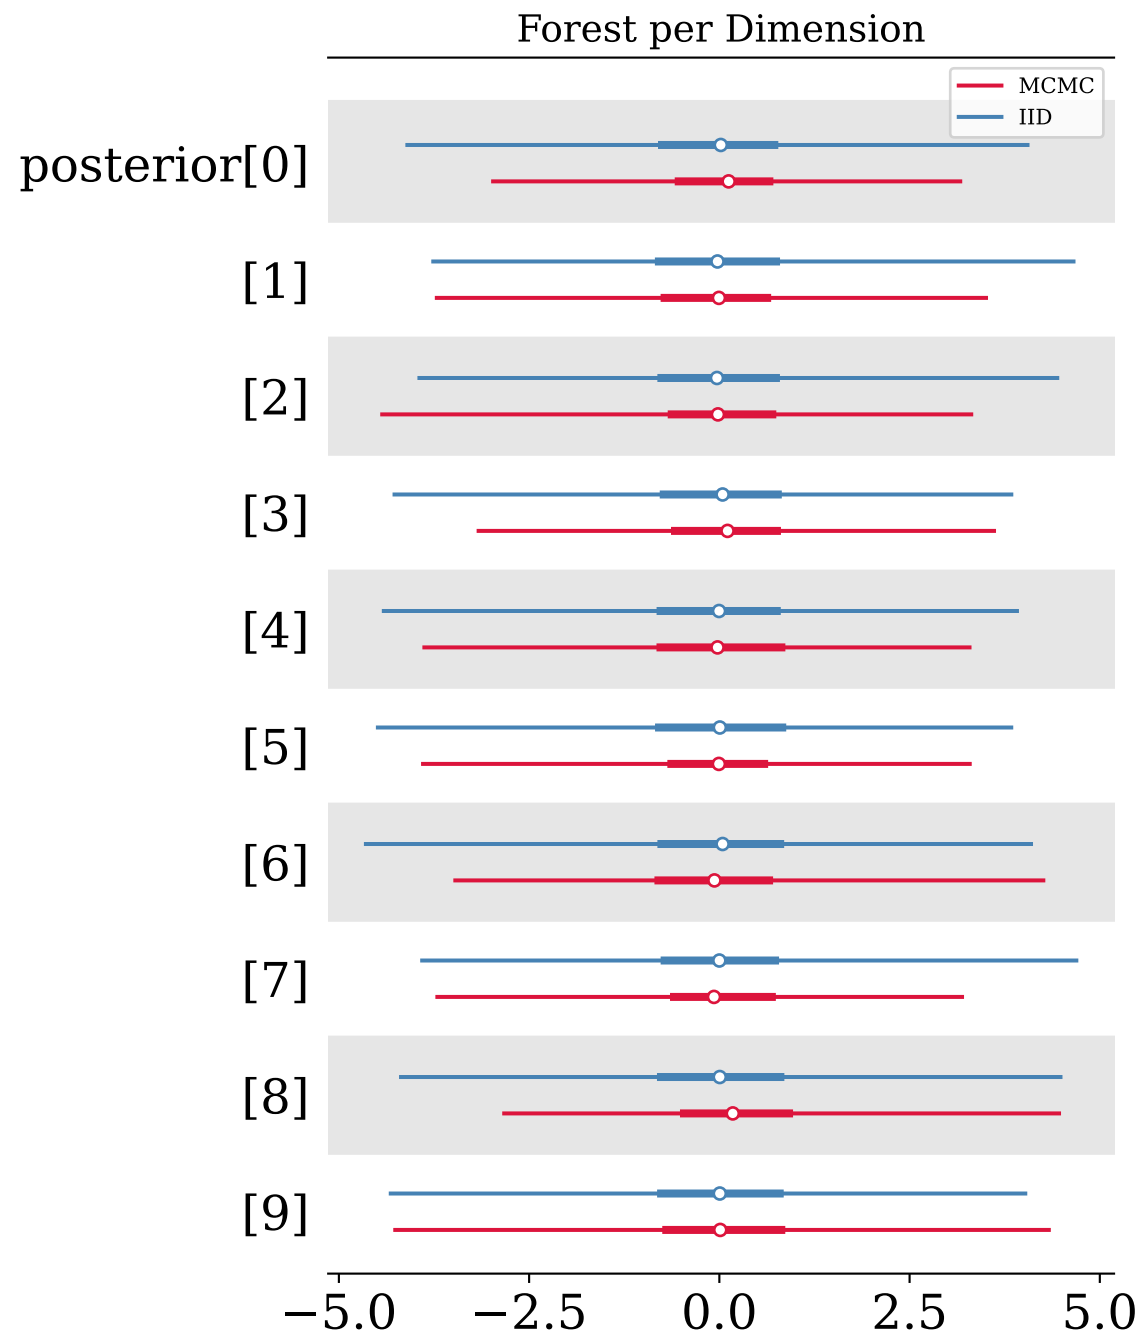 Forest per Dimension
MCMC
IID
posterior[0]
[1]
[2]
[3]
[4]
[5]
[6]
[7]
[8]
[9]
−5.0 −2.5 0.0 2.5 5.0